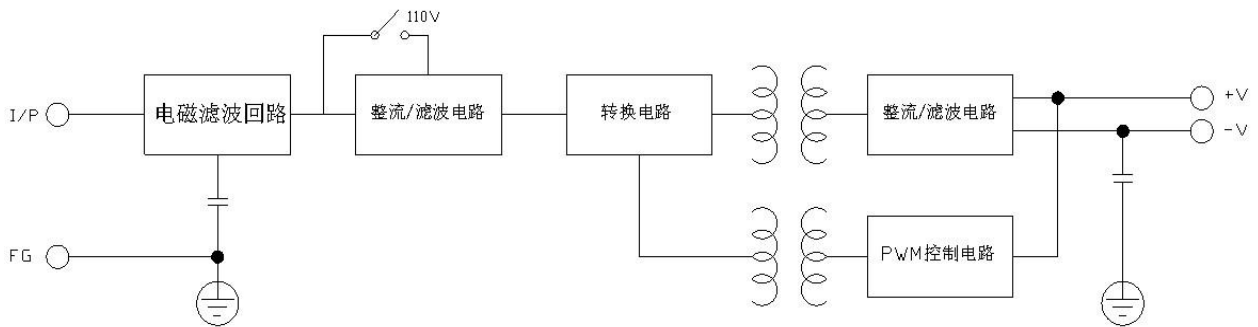 110V
I/P
电磁滤波回路
整流/滤波电路
转换电路
整流/滤波电路
+V
-V
FG
PWM控制电路